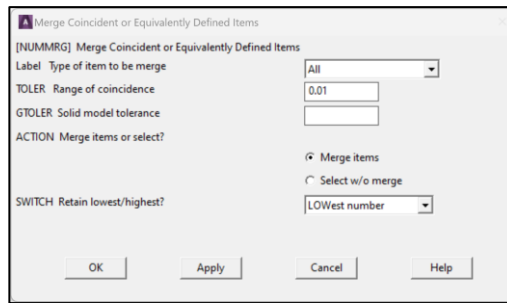 Merge Coincident or Equivalently Defined Items
[NUMMRG] Merge Coincident or Equivalently Defined Items
Label Type of item to be merge All
TOLER Range of coincidence 0.01
GTOLER Solid model tolerance
ACTION Merge items or select?
Merge items
Select w/o merge
SWITCH Retain lowest/highest? LOWest number
OK Apply Cancel Help